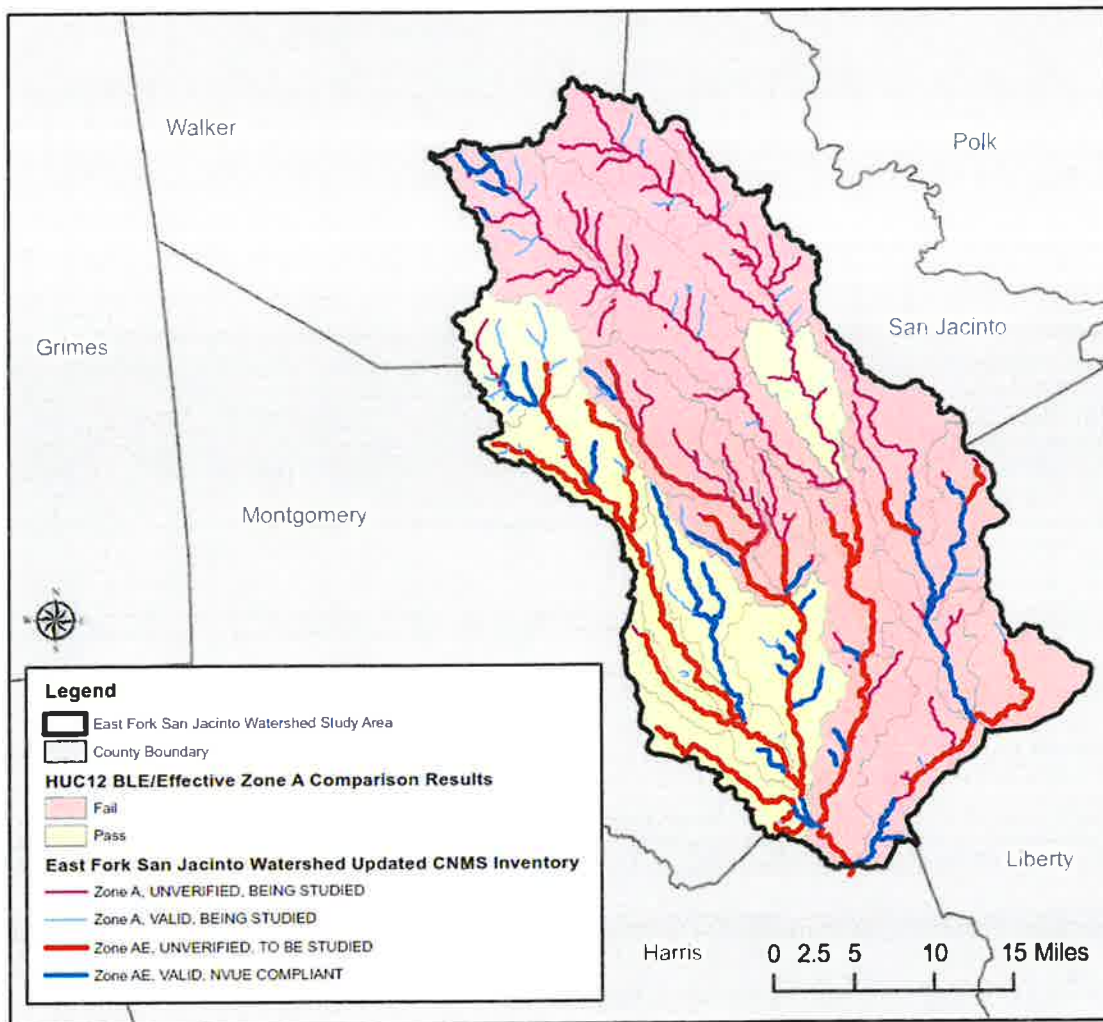 Walker
Polk
San Jacinto
Grimes
Montgomery
Legend
East Fork San Jacinto Watershed Study Area
County Boundary
HUC12 BLE/Effective Zone A Comparison Results
Fail
Pass
East Fork San Jacinto Watershed Updated CNMS Inventory
Zone A, UNVERIFIED, BEING STUDIED
Zone A, VALID, BEING STUDIED
Zone AE, UNVERIFIED, TO BE STUDIED
Zone AE, VALID, NVUE COMPLIANT
Liberty
Harris
0 2.5 5 10 15 Miles